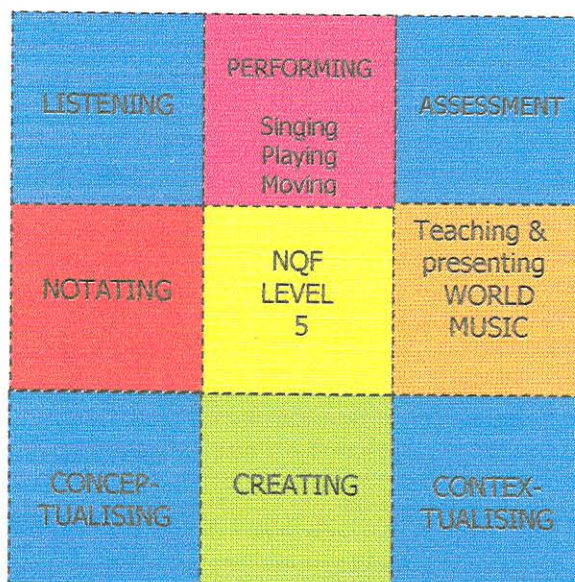 LISTENING
PERFORMING
Singing
Playing
Moving
ASSESSMENT
NOTATING
NQF
LEVEL
5
Teaching &
presenting
WORLD
MUSIC
CONCEP-
TUALISING
CREATING
CONTEX-
TUALISING